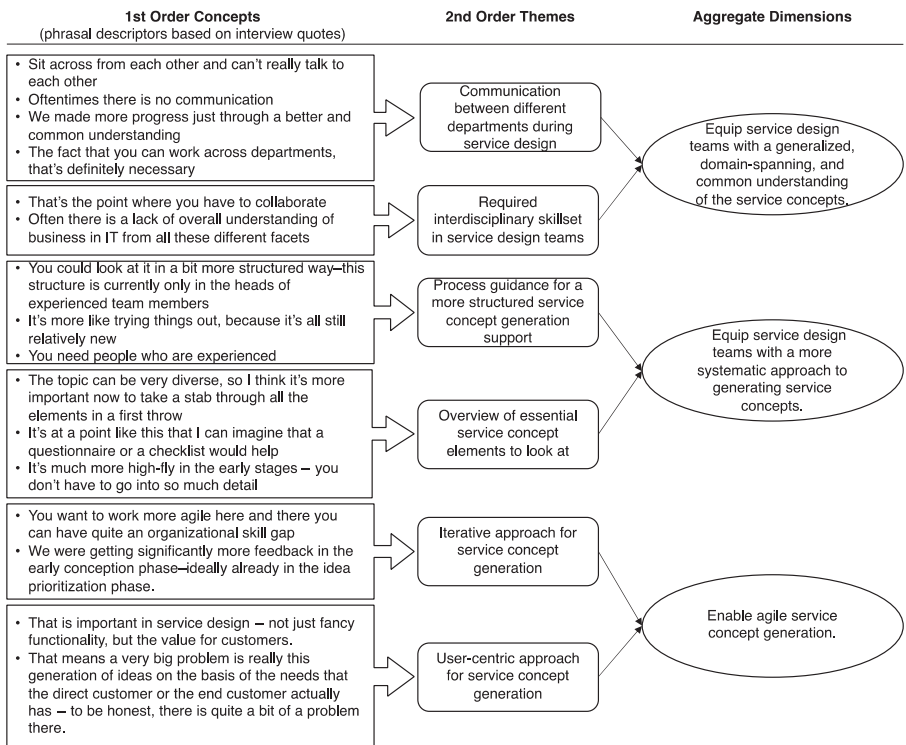 1st Order Concepts
(phrasal descriptors based on interview quotes)
2nd Order Themes
Aggregate Dimensions
• Sit across from each other and can't really talk to
each other
• Oftentimes there is no communication
• We made more progress just through a better and
common understanding
• The fact that you can work across departments,
that's definitely necessary
Communication
between different
departments during
service design
Equip service design
teams with a generalized,
domain-spanning, and
common understanding
of the service concepts.
• That's the point where you have to collaborate
• Often there is a lack of overall understanding of
business in IT from all these different facets
Required
interdisciplinary skillset
in service design teams
• You could look at it in a bit more structured way–this
structure is currently only in the heads of
experienced team members
• It's more like trying things out, because it's all still
relatively new
• You need people who are experienced
Process guidance for a
more structured service
concept generation
support
Equip service design
teams with a more
systematic approach to
generating service
concepts.
• The topic can be very diverse, so I think it's more
important now to take a stab through all the
elements in a first throw
• It's at a point like this that I can imagine that a
questionnaire or a checklist would help
• It's much more high-fly in the early stages – you
don't have to go into so much detail
Overview of essential
service concept
elements to look at
• You want to work more agile here and there you
can have quite an organizational skill gap
• We were getting significantly more feedback in the
early conception phase–ideally already in the idea
prioritization phase.
Iterative approach for
service concept
generation
Enable agile service
concept generation.
• That is important in service design – not just fancy
functionality, but the value for customers.
• That means a very big problem is really this
generation of ideas on the basis of the needs that
the direct customer or the end customer actually
has – to be honest, there is quite a bit of a problem
there.
User-centric approach
for service concept
generation